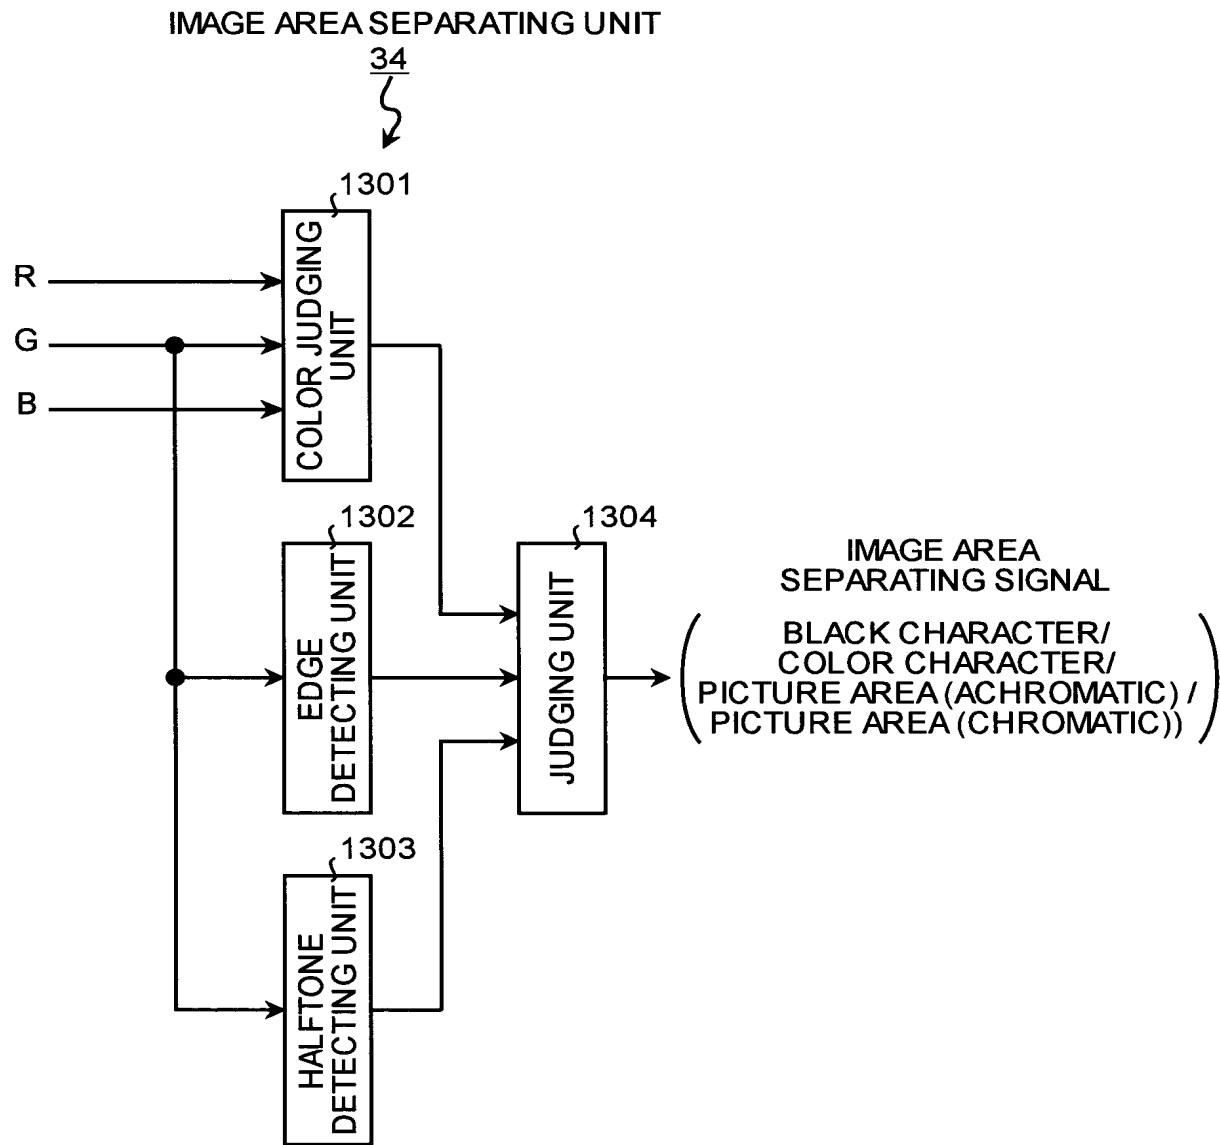 IMAGE AREA SEPARATING UNIT
34
1301
COLOR JUDGING
UNIT
R
G
B
1302
EDGE
DETECTING UNIT
1303
HALFTONE
DETECTING UNIT
1304
JUDGING UNIT
IMAGE AREA
SEPARATING SIGNAL
BLACK CHARACTER/
COLOR CHARACTER/
PICTURE AREA (ACHROMATIC) /
PICTURE AREA (CHROMATIC))